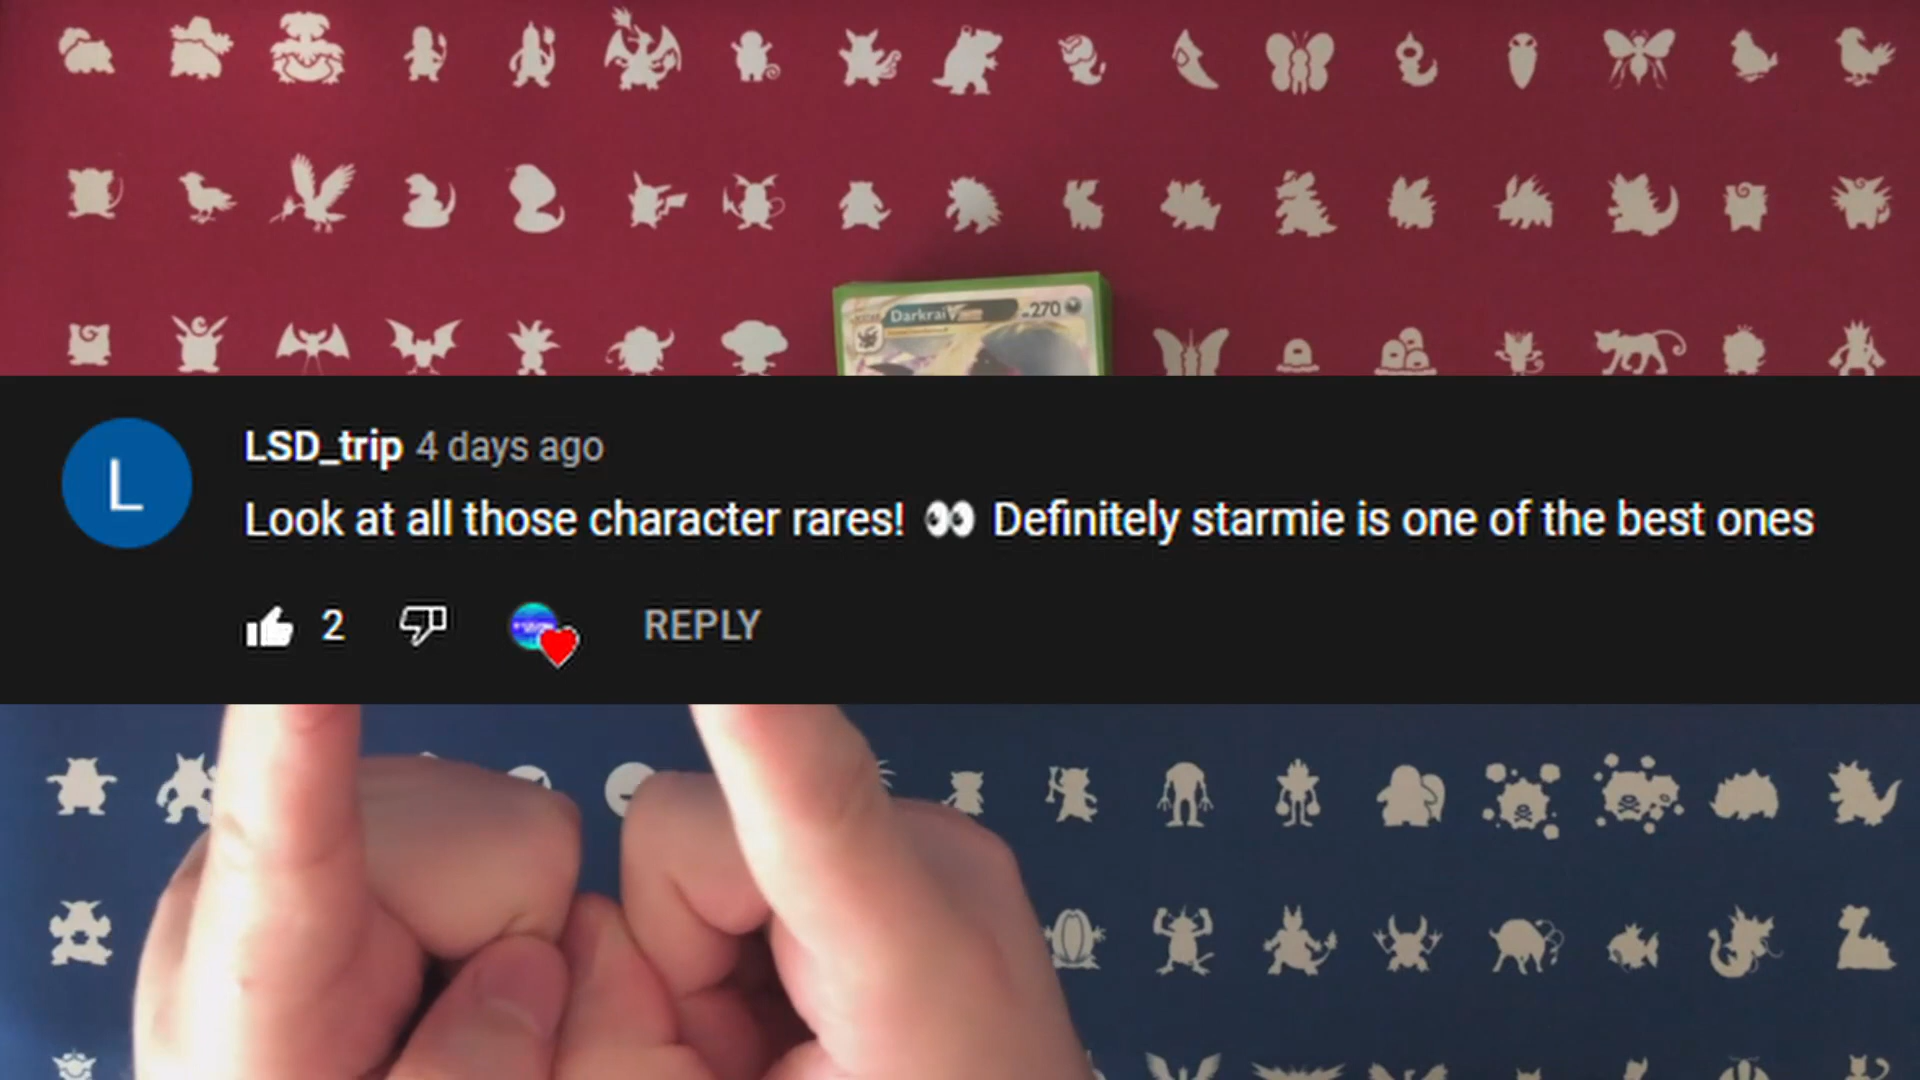 Darkrai V 270
L
LSD_trip 4 days ago
Look at all those character rares! 👀 Definitely starmie is one of the best ones
2 REPLY